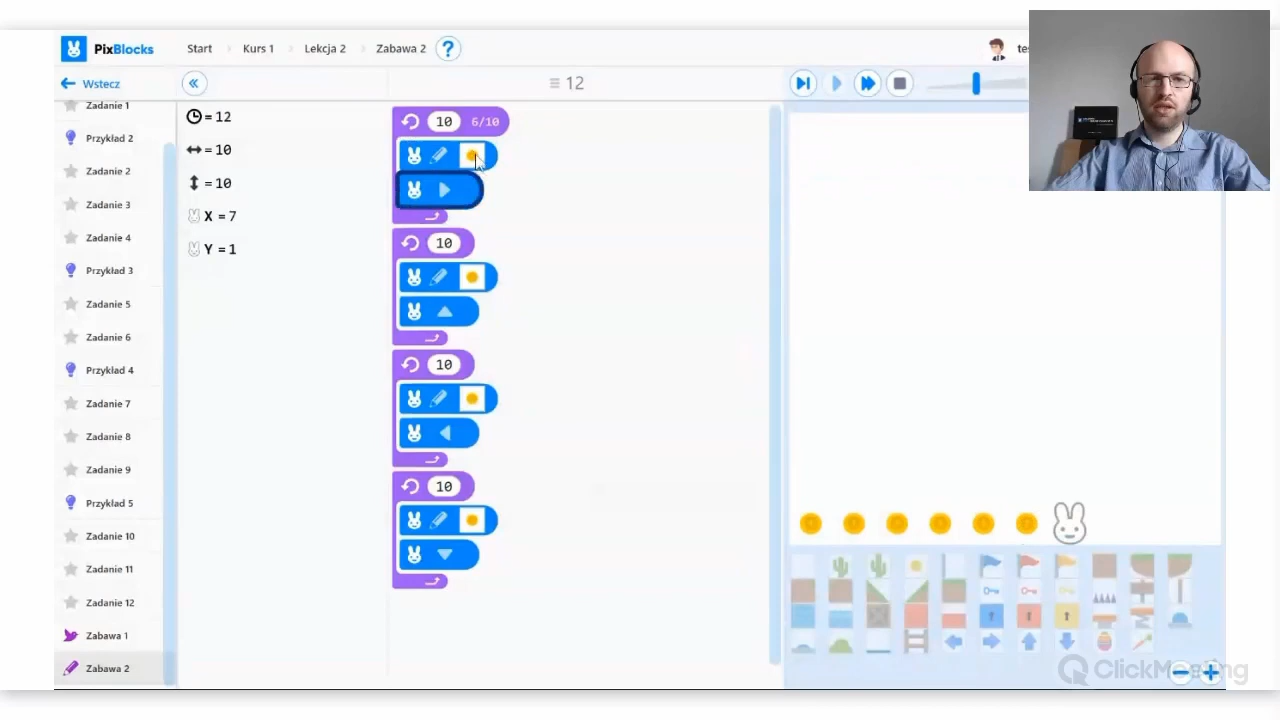 PixBlocks Start Kurs 1 Lekcja 2 Zabawa 2 ? te
Wstecz
12
Zadanie 1
Przykład 2
Zadanie 2
Zadanie 3
Zadanie 4
Przykład 3
Zadanie 5
Zadanie 6
Przykład 4
Zadanie 7
Zadanie 8
Zadanie 9
Przykład 5
Zadanie 10
Zadanie 11
Zadanie 12
Zabawa 1
Zabawa 2
= 12
= 10
= 10
X = 7
Y = 1
10 6/10
10
10
10
ClickMeeting